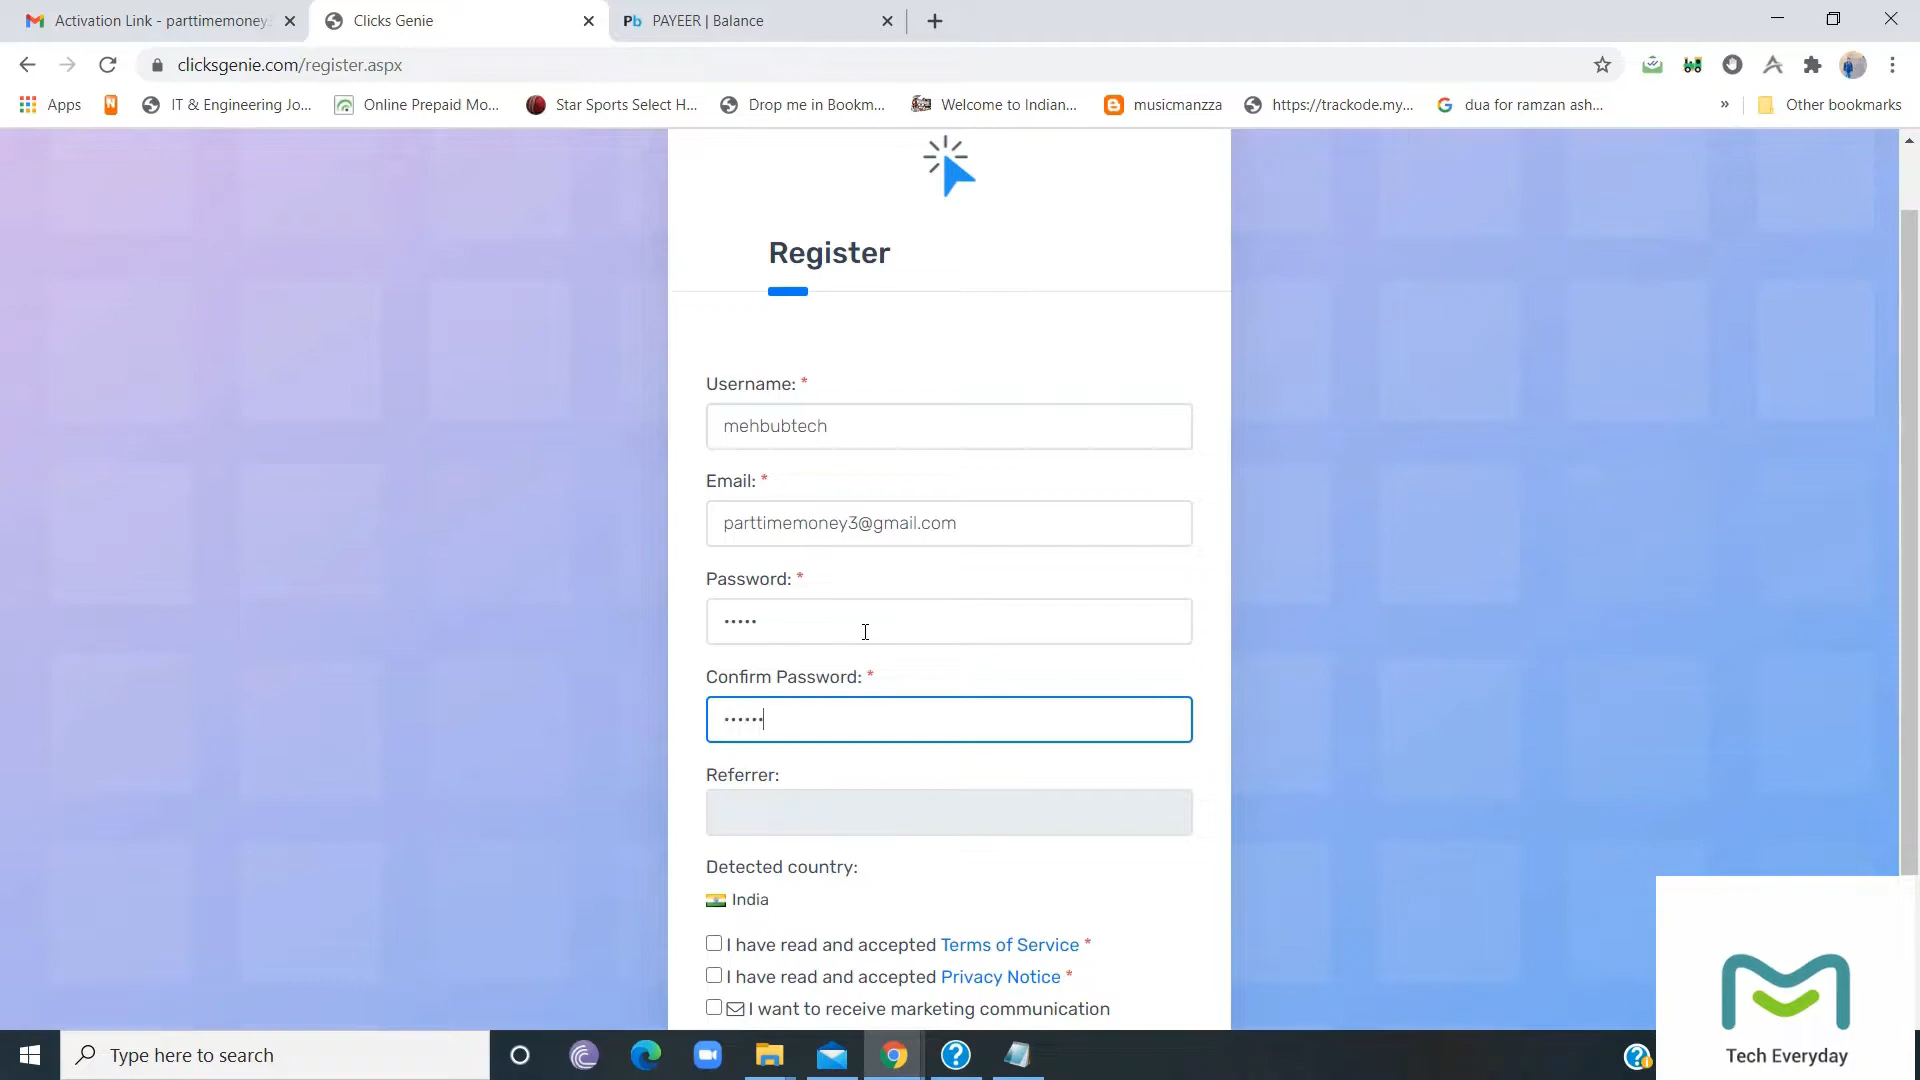 Activation Link - parttimemoney
Clicks Genie
Pb PAYEER | Balance
clicksgenie.com/register.aspx
Apps
N
IT & Engineering Jo...
Online Prepaid Mo...
Star Sports Select H...
Drop me in Bookm...
Welcome to Indian...
musicmanzza
https://trackode.my...
dua for ramzan ash...
»
Other bookmarks
Register
Username: *
mehbubtech
Email: *
parttimemoney3@gmail.com
Password: *
•••••
Confirm Password: *
••••••
Referrer:
Detected country:
India
I have read and accepted Terms of Service *
I have read and accepted Privacy Notice *
I want to receive marketing communication
Type here to search
Tech Everyday